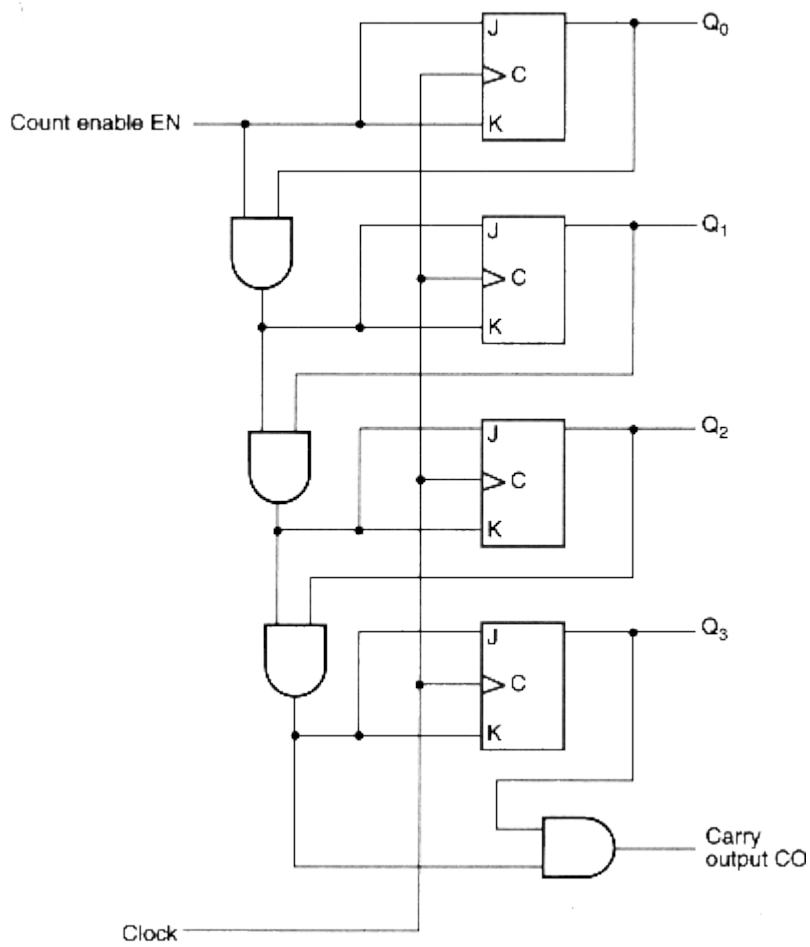 J
C
K
Q0
Count enable EN
J
C
K
Q1
J
C
K
Q2
J
C
K
Q3
Carry
output CO
Clock